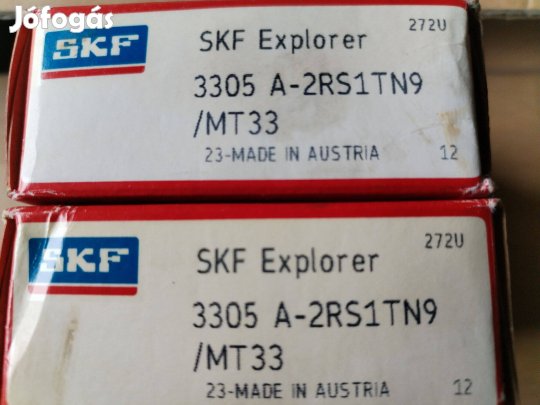 Jófogás
SKF
SKF Explorer
272U
3305 A-2RS1TN9
/MT33
23-MADE IN AUSTRIA
12
SKF
SKF Explorer
272U
3305 A-2RS1TN9
/MT33
23-MADE IN AUSTRIA
12